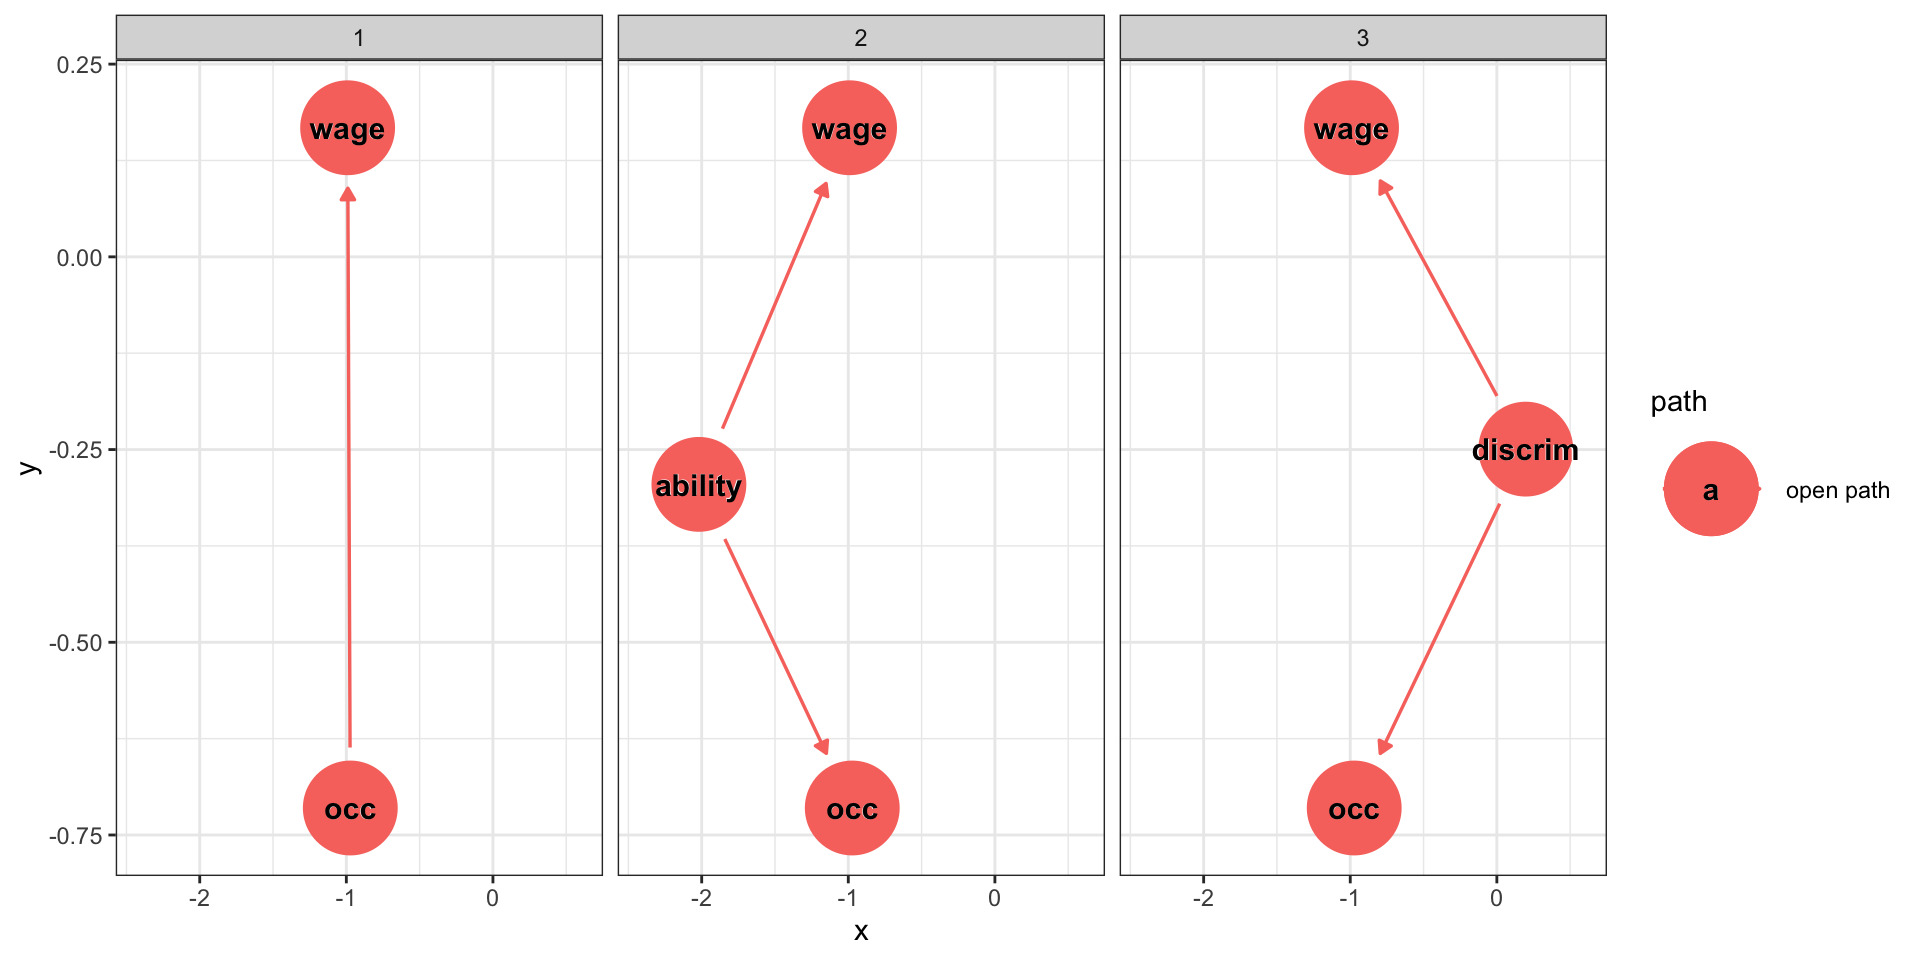 1 2 3
0.25
0.00
-0.25
-0.50
-0.75
y
wage
occ
wage
ability
occ
wage
discrim
occ
-2 -1 0 -2 -1 0 -2 -1 0
x
path
a open path